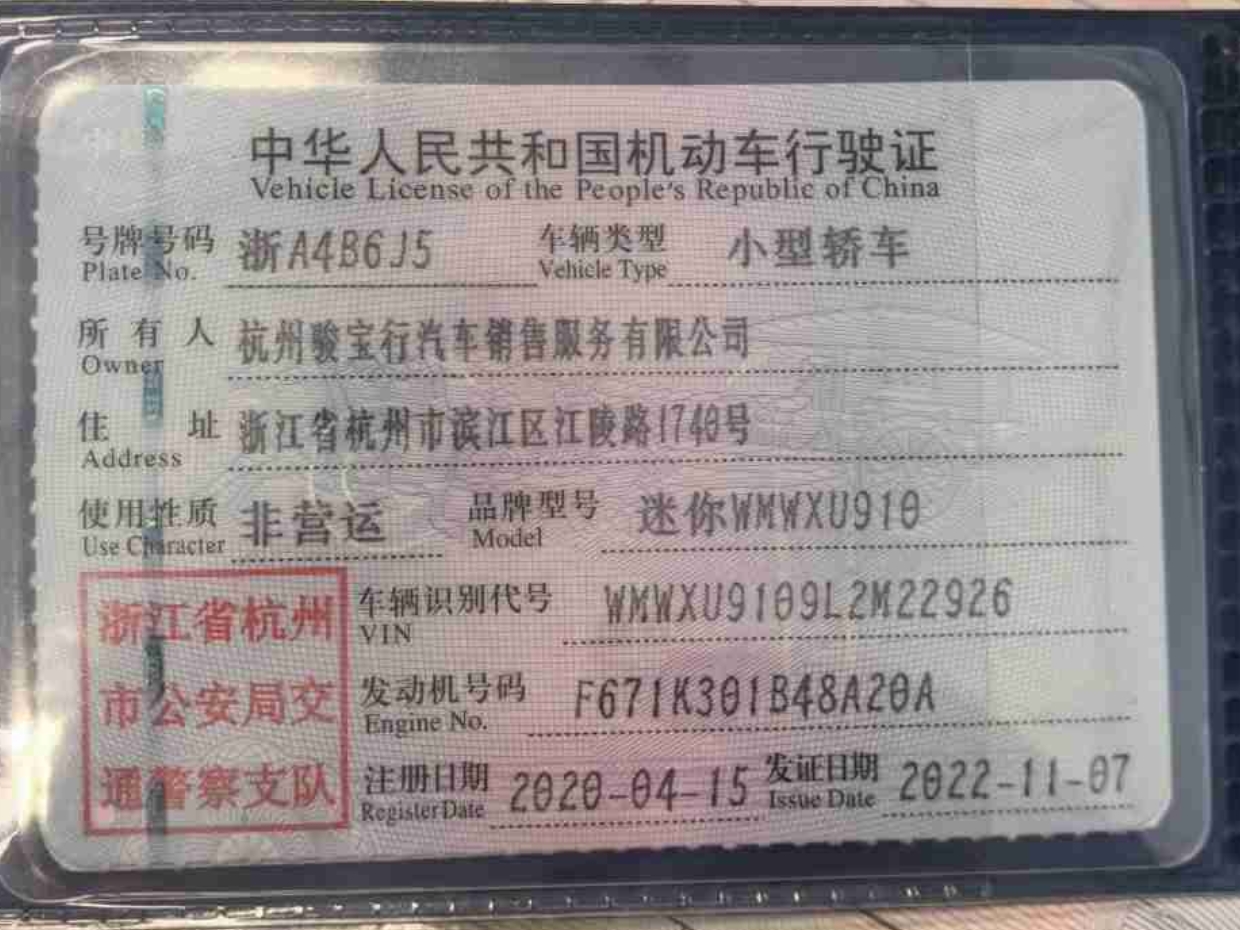 中华人民共和国机动车行驶证
Vehicle License of the People's Republic of China
号牌号码 浙A4B6J5 车辆类型 小型轿车
Plate No. Vehicle Type
所有人 杭州骏宝行汽车销售服务有限公司
Owner
住址 浙江省杭州市滨江区江陵路1740号
Address
使用性质 非营运 品牌型号 迷你WMWXU910
Use Character Model
浙江省杭州
市公安局交
通警察支队
车辆识别代号 WMWXU9109L2M22926
VIN
发动机号码 F671K301B48A20A
Engine No.
注册日期 2020-04-15 发证日期 2022-11-07
Register Date Issue Date